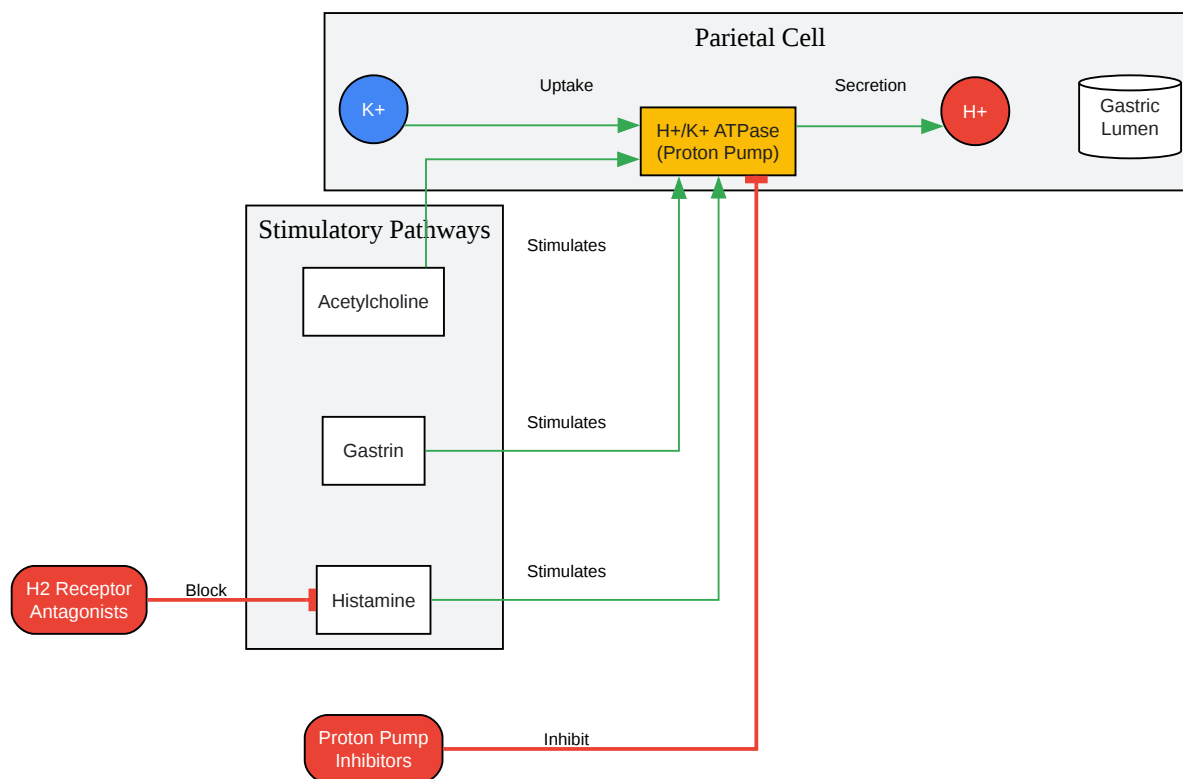 Parietal Cell
Uptake
Secretion
K+
H+/K+ ATPase
(Proton Pump)
H+
Gastric
Lumen
Stimulatory Pathways
Stimulates
Acetylcholine
Stimulates
Gastrin
Stimulates
H2 Receptor
Antagonists
Block
Histamine
Proton Pump
Inhibitors
Inhibit